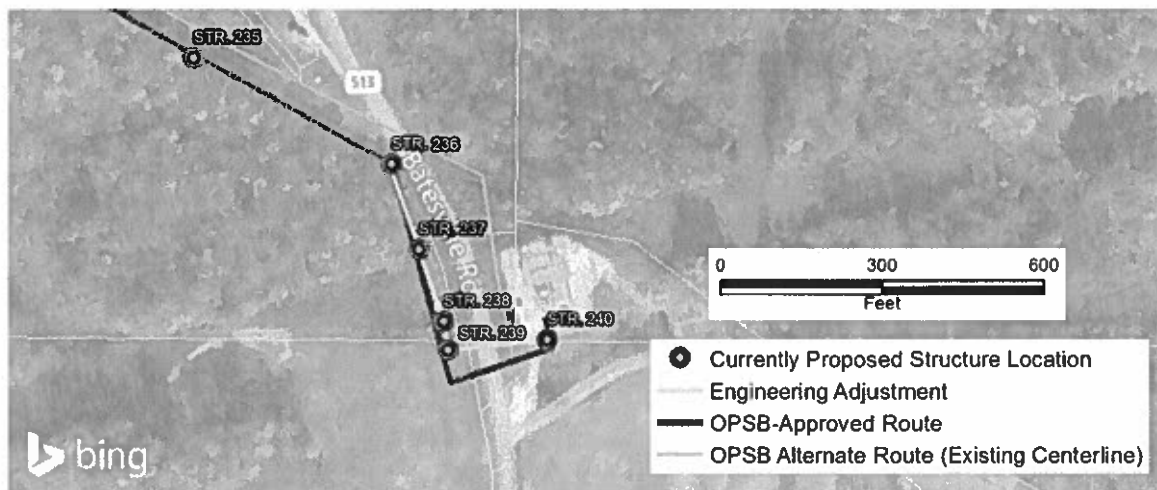 STR. 235
513
STR. 236
Batesville Rd
STR. 237
STR. 238
STR. 239
STR. 240
0 300 600
Feet
Currently Proposed Structure Location
Engineering Adjustment
OPSB-Approved Route
OPSB Alternate Route (Existing Centerline)
bing